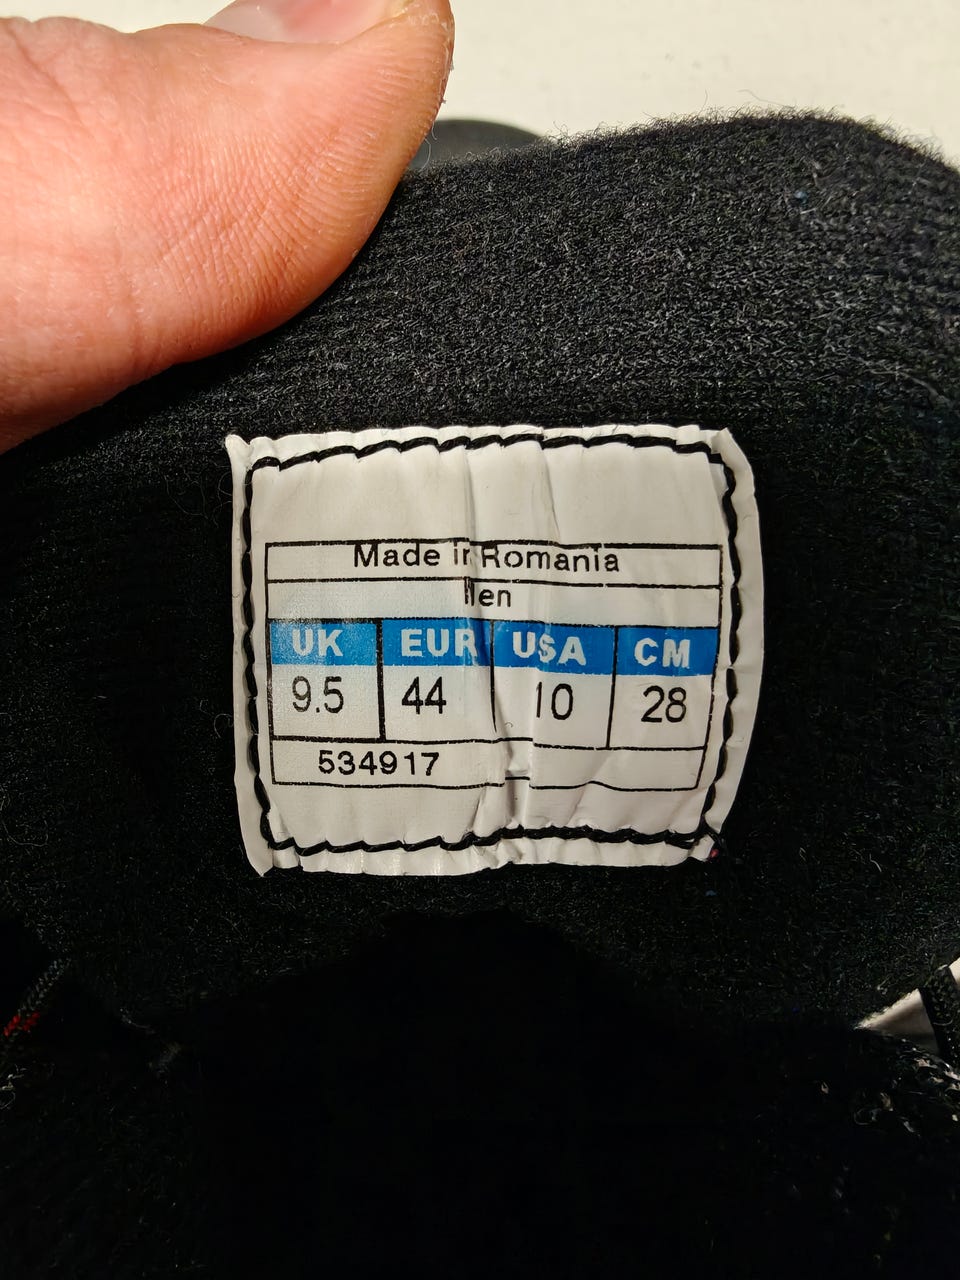 Made in Romania
Men
UK EUR USA CM
9.5 44 10 28
534917